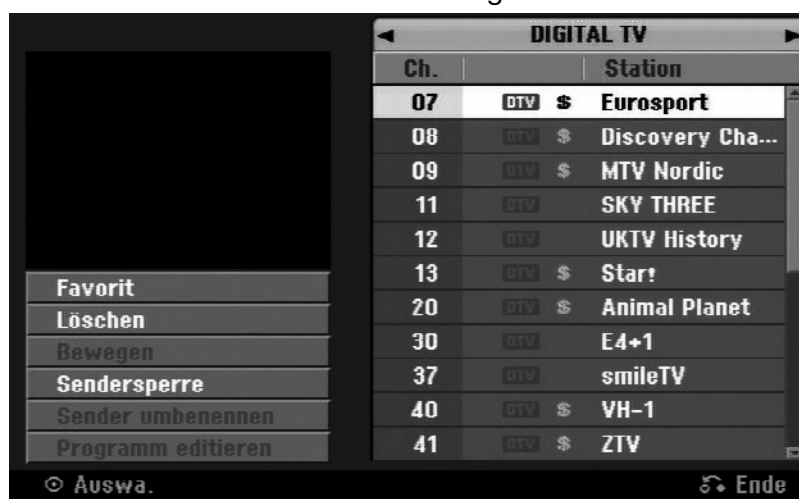 ◄ DIGITAL TV ►
Ch. Station
07 DTV $ Eurosport
08 DTV $ Discovery Cha...
09 DTV $ MTV Nordic
11 DTV SKY THREE
12 DTV UKTV History
13 DTV $ Star!
20 DTV $ Animal Planet
30 DTV E4+1
37 DTV smileTV
40 DTV $ VH-1
41 DTV $ ZTV
Favorit
Löschen
Bewegen
Sendersperre
Sender umbenennen
Programm editieren
Auswa.
Ende